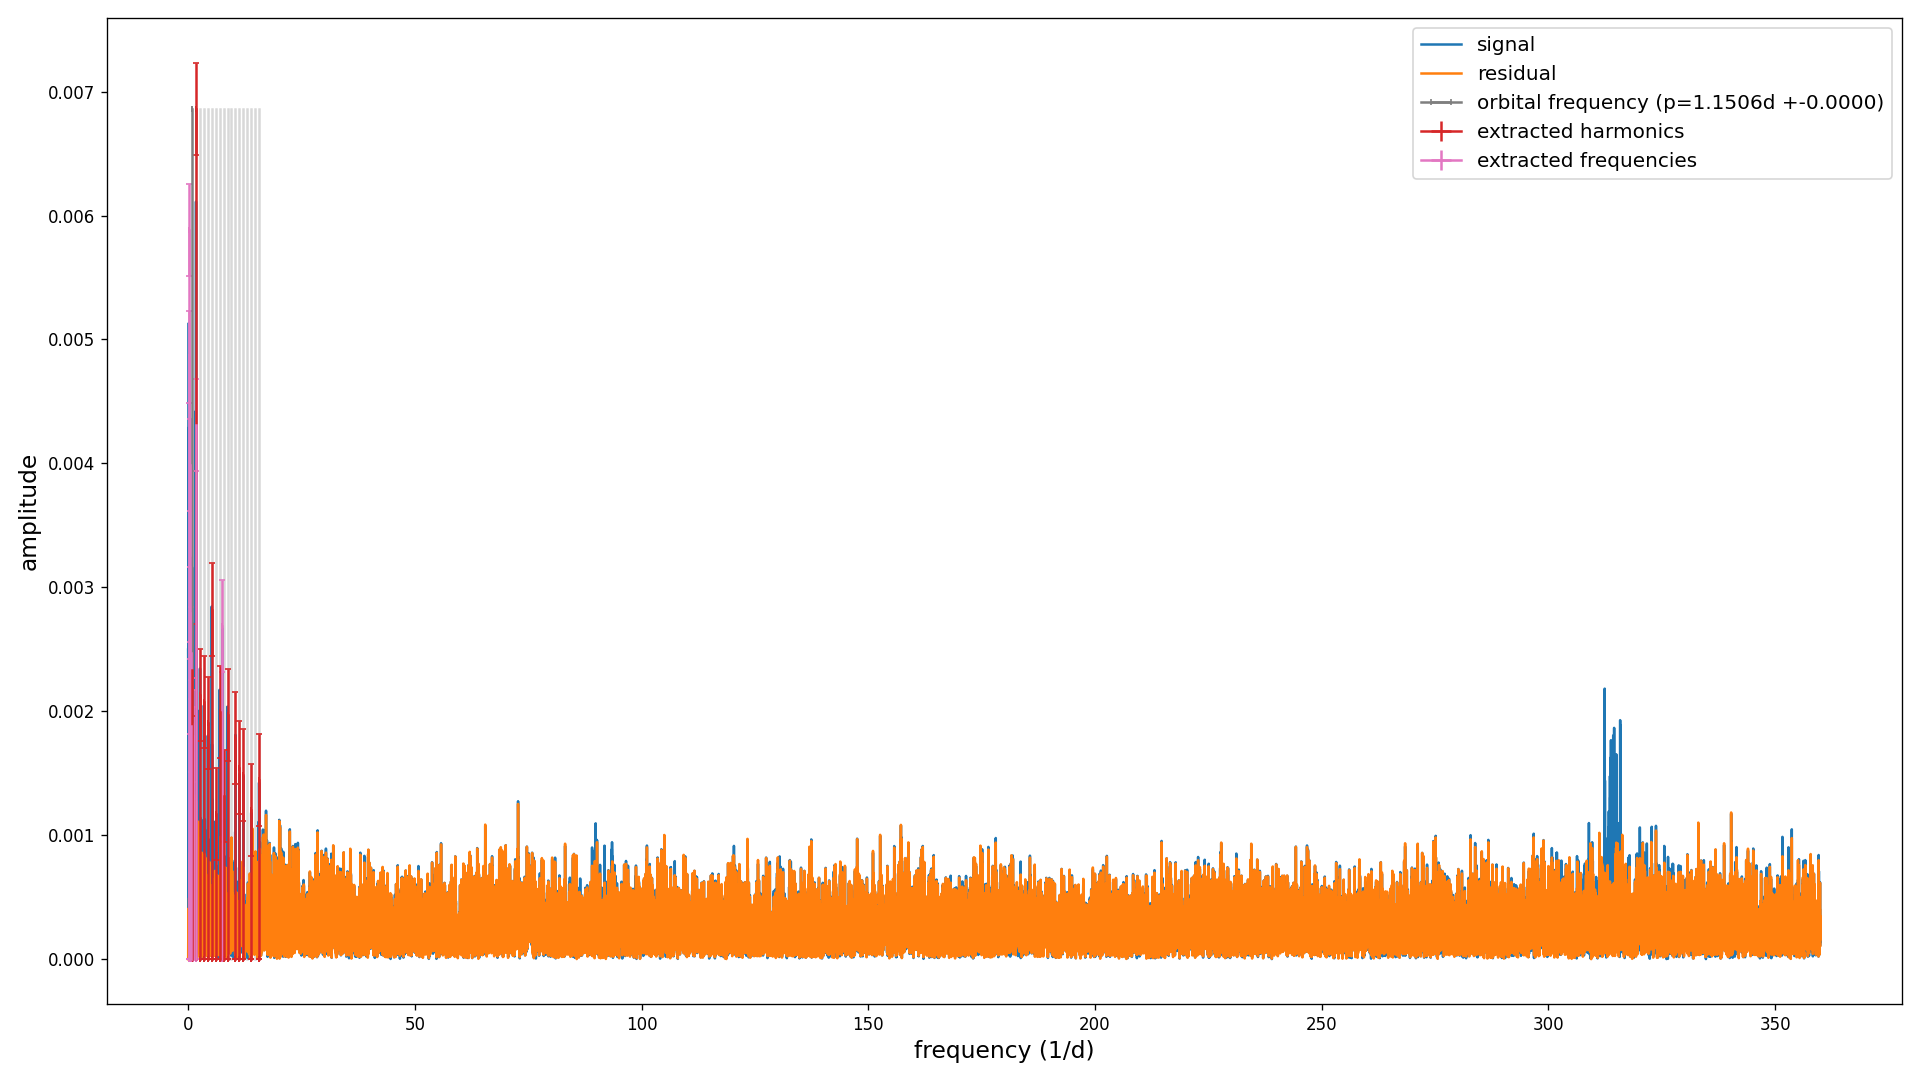 signal
residual
orbital frequency (p=1.1506d +-0.0000)
extracted harmonics
extracted frequencies
0.007
0.006
0.005
0.004
0.003
0.002
0.001
0.000
amplitude
0 50 100 150 200 250 300 350
frequency (1/d)